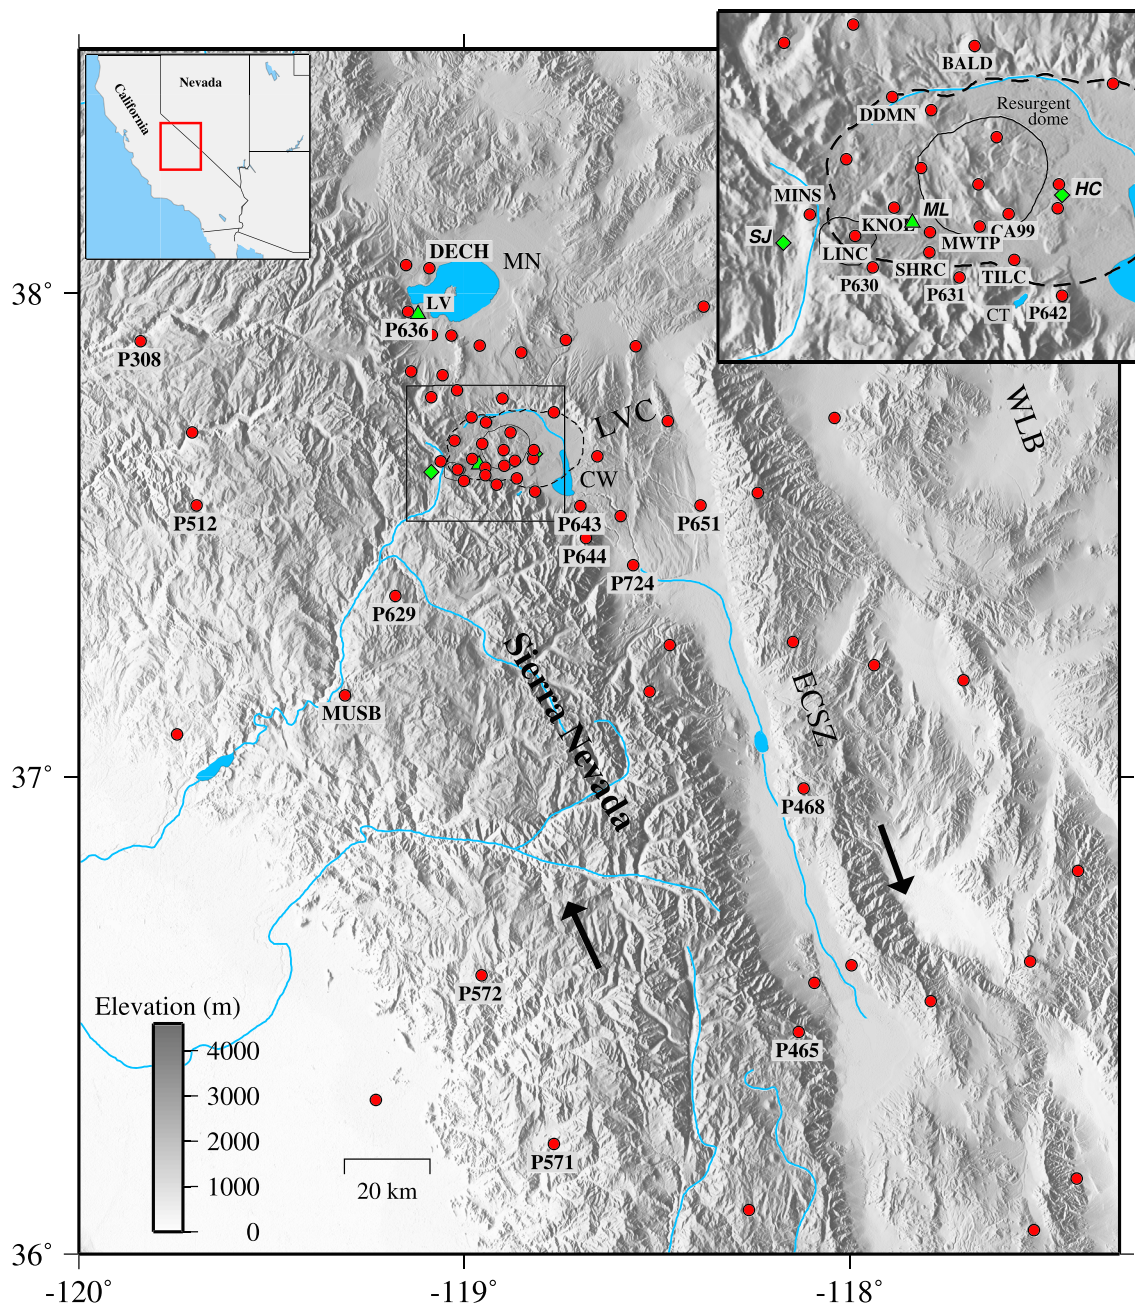 Nevada
California
BALD
Resurgent
dome
DDMN
MINS
HC
ML
KNOL
CA99
SJ
MWTP
LINC
SHRC
TILC
P630
P631
P642
CT
DECH
MN
38°
LV
P636
P308
WLB
LVC
CW
P512
P643
P651
P644
P724
P629
Sierra Nevada
ECSZ
MUSB
37°
P468
P572
Elevation (m)
4000
3000
2000
1000
0
P465
P571
20 km
36°
-120°
-119°
-118°